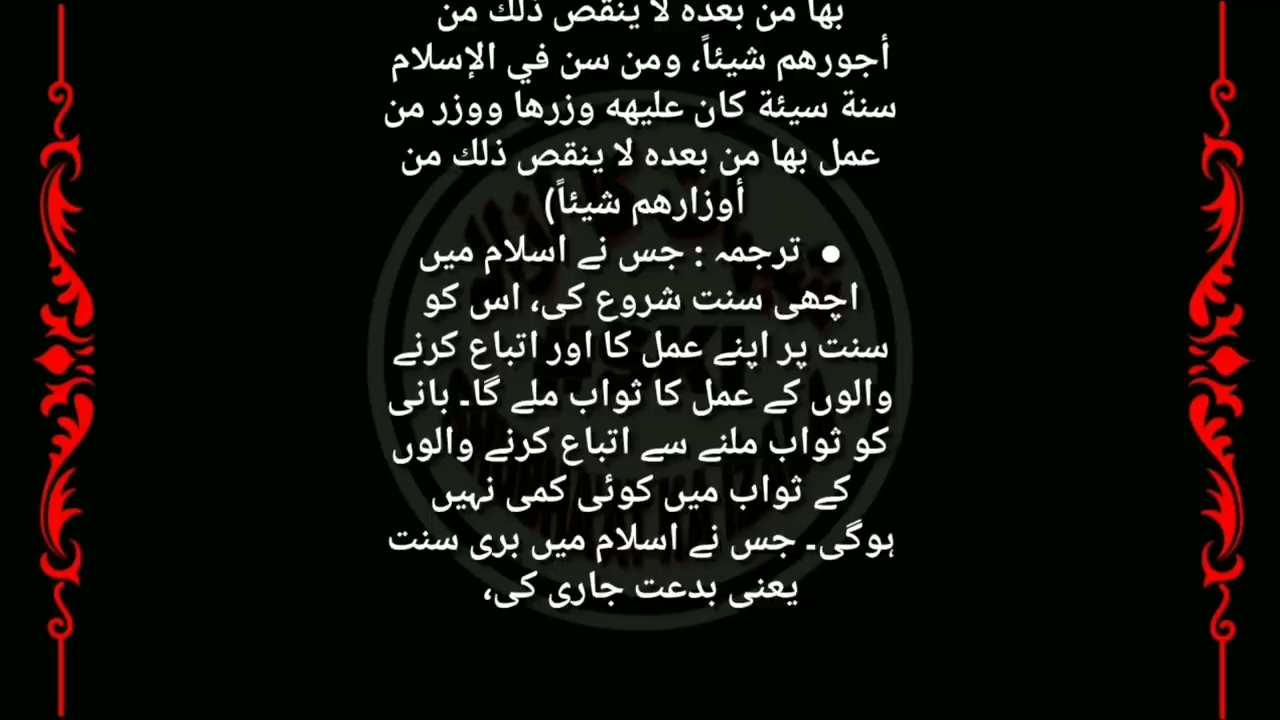 بها من بعده لا ينقص ذلك من
أجورهم شيئاً، ومن سن في الإسلام
سنة سيئة كان عليهه وزرها ووزر من
عمل بها من بعده لا ينقص ذلك من
أوزارهم شيئاً)
● ترجمہ : جس نے اسلام میں
اچھی سنت شروع کی، اس کو
سنت پر اپنے عمل کا اور اتباع کرنے
والوں کے عمل کا ثواب ملے گا۔ بانی
کو ثواب ملنے سے اتباع کرنے والوں
کے ثواب میں کوئی کمی نہیں
ہوگی۔ جس نے اسلام میں بری سنت
یعنی بدعت جاری کی،